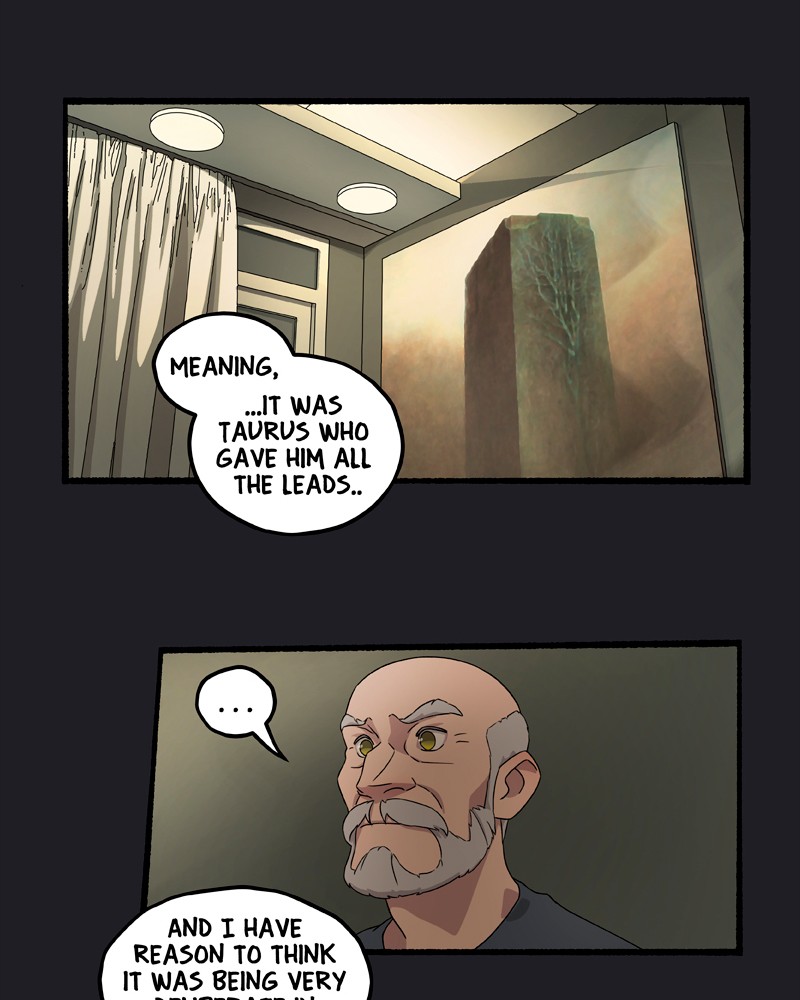 MEANING,
...IT WAS
TAURUS WHO
GAVE HIM ALL
THE LEADS..
...
AND I HAVE
REASON TO THINK
IT WAS BEING VERY